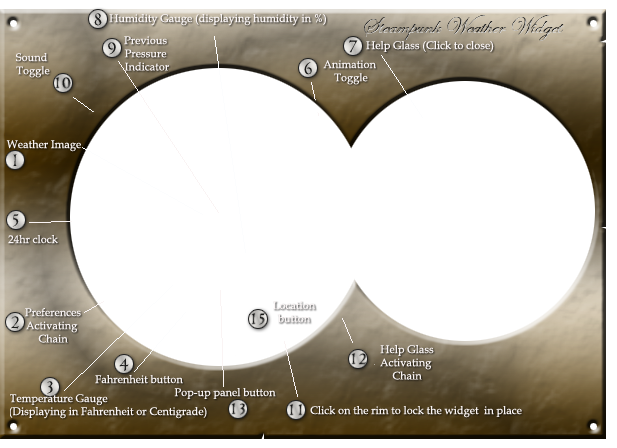 8 Humidity Gauge (displaying humidity in %)
Steampunk Weather Widget
9 Previous
Pressure
Indicator
7 Help Glass (Click to close)
Sound
Toggle
10
6 Animation
Toggle
Weather Image
1
5
24hr clock
2 Preferences
Activating
Chain
15 Location
button
12 Help Glass
Activating
Chain
4
Fahrenheit button
3
Temperature Gauge
(Displaying in Fahrenheit or Centigrade)
Pop-up panel button
13
11 Click on the rim to lock the widget in place